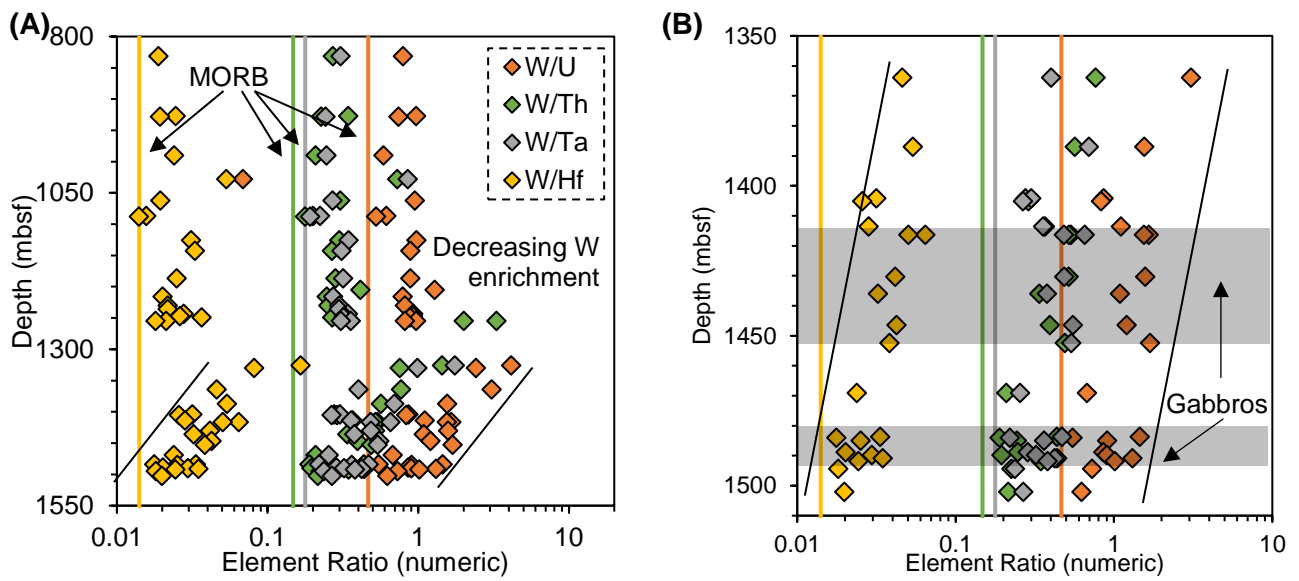 (A)
800
1050
1300
1550
Depth (mbsf)
MORB
W/U
W/Th
W/Ta
W/Hf
Decreasing W
enrichment
0.01 0.1 1 10
Element Ratio (numeric)
(B)
1350
1400
1450
1500
Depth (mbsf)
Gabbros
0.01 0.1 1 10
Element Ratio (numeric)